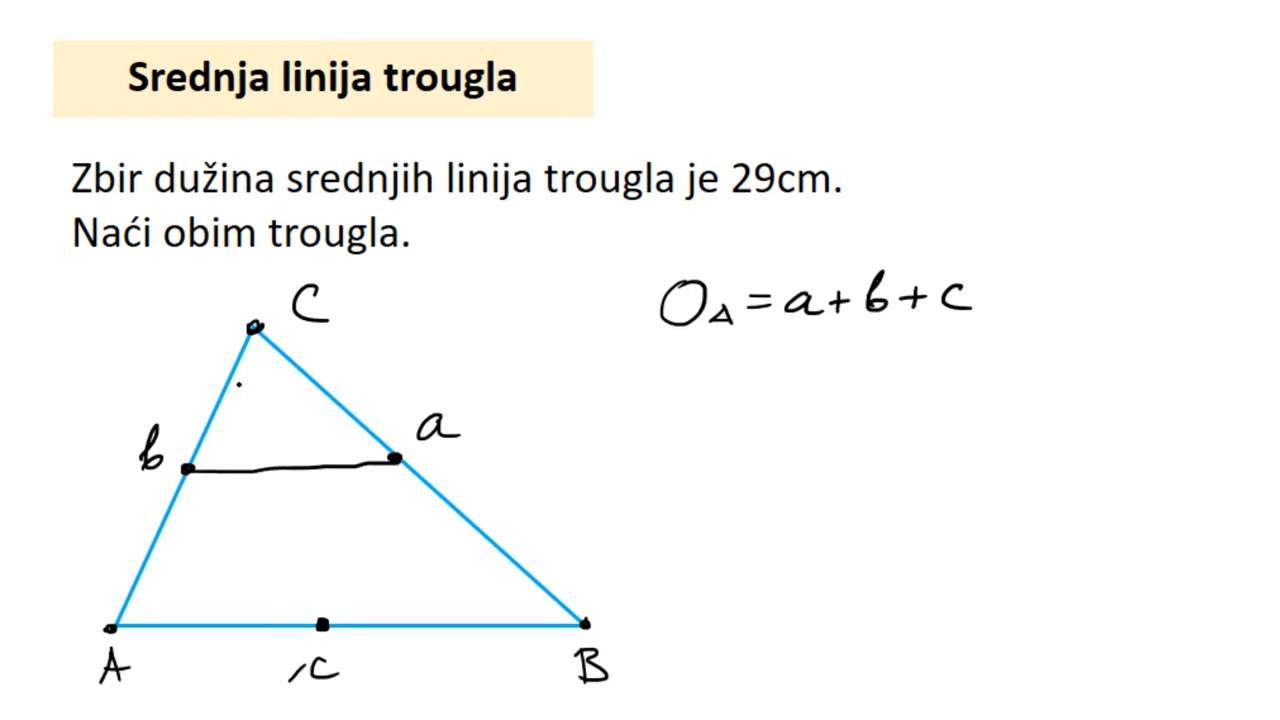 Srednja linija trougla
Zbir dužina srednjih linija trougla je 29cm.
Naći obim trougla.
C
O△ = a + b + c
a
b
A
c
B